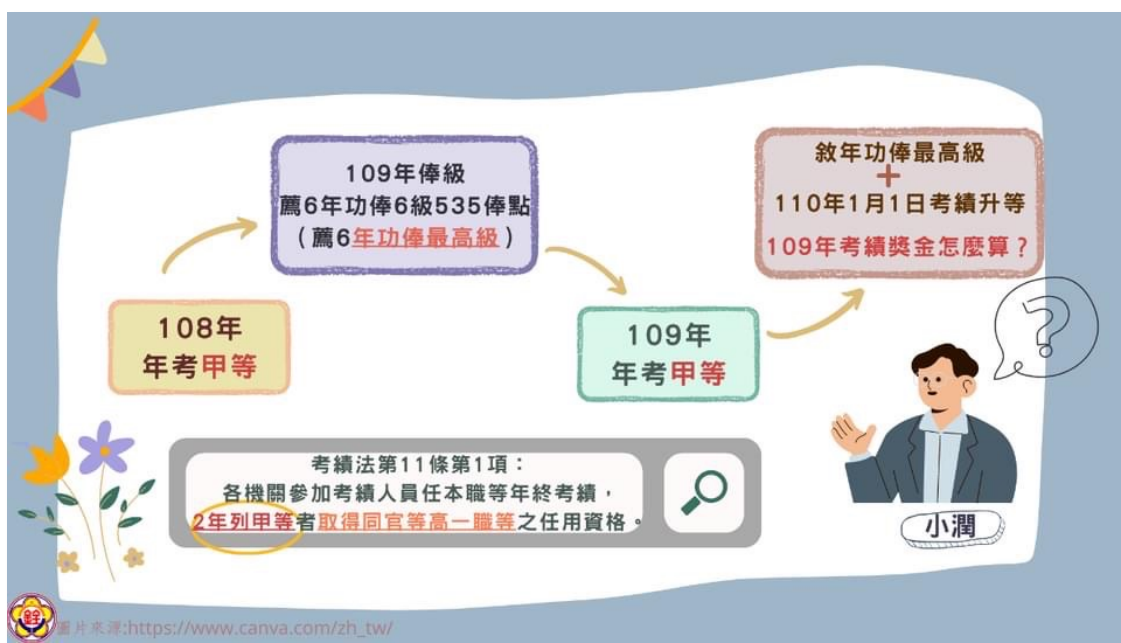 108年
年考甲等
109年俸級
薦6年功俸6級535俸點
(薦6年功俸最高級)
109年
年考甲等
敘年功俸最高級
+
110年1月1日考績升等
109年考績獎金怎麼算?
?
小潤
考績法第11條第1項:
各機關參加考績人員任本職等年終考績,
2年列甲等者取得同官等高一職等之任用資格。
銓
圖片來源:https://www.canva.com/zh_tw/